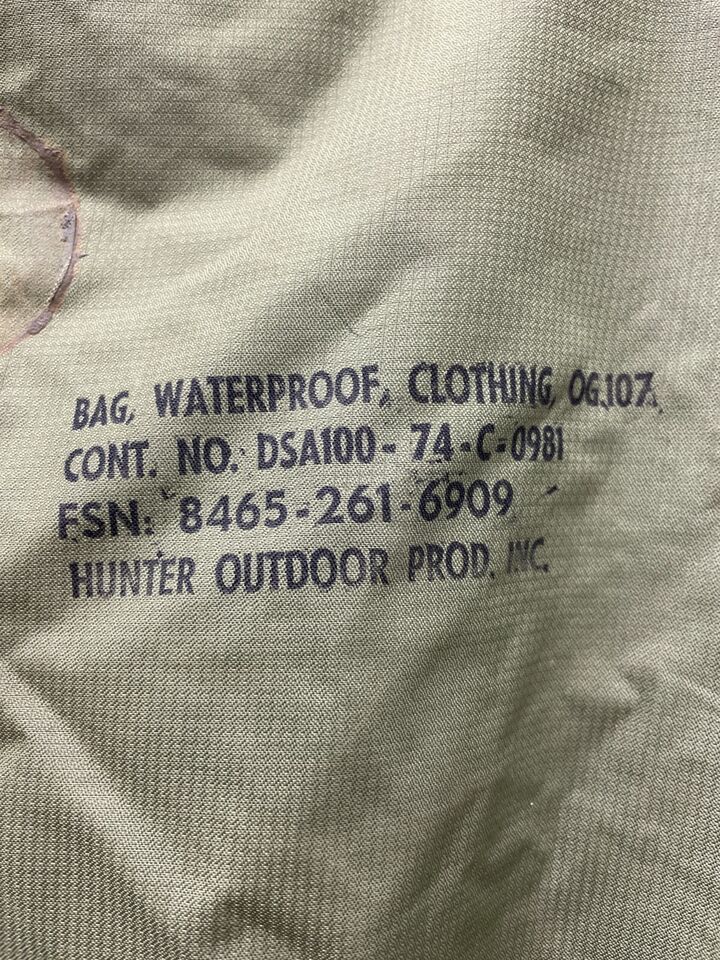 BAG, WATERPROOF, CLOTHING, OG.107.
CONT. NO. DSA100-74-C-0981
FSN: 8465-261-6909
HUNTER OUTDOOR PROD. INC.